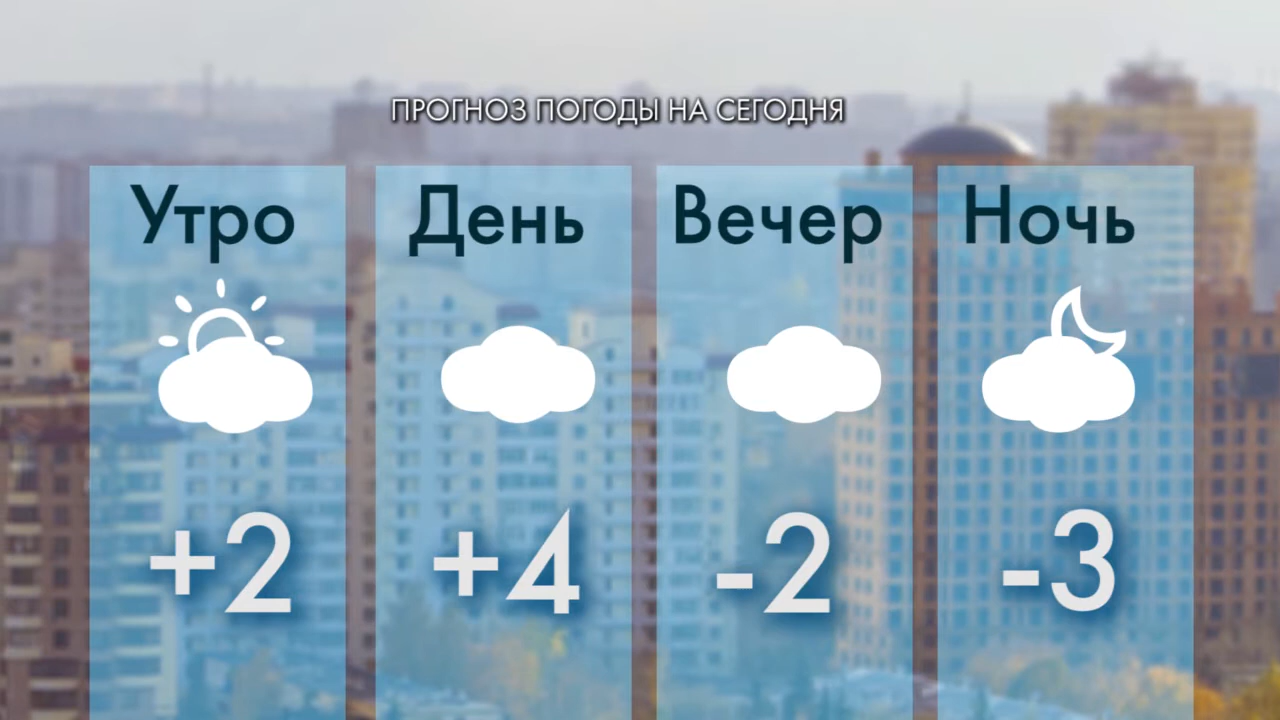 ПРОГНОЗ ПОГОДЫ НА СЕГОДНЯ
Утро День Вечер Ночь
+2 +4 -2 -3